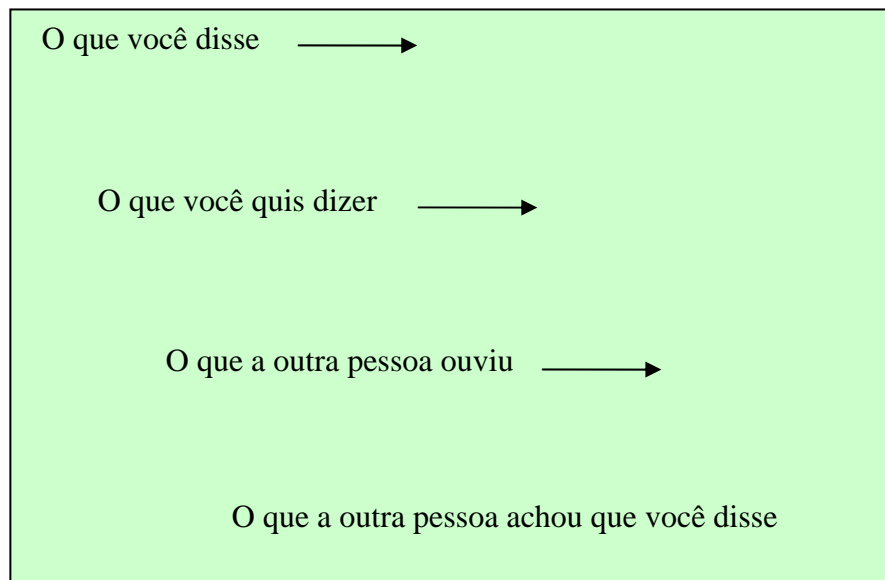 O que você disse
O que você quis dizer
O que a outra pessoa ouviu
O que a outra pessoa achou que você disse